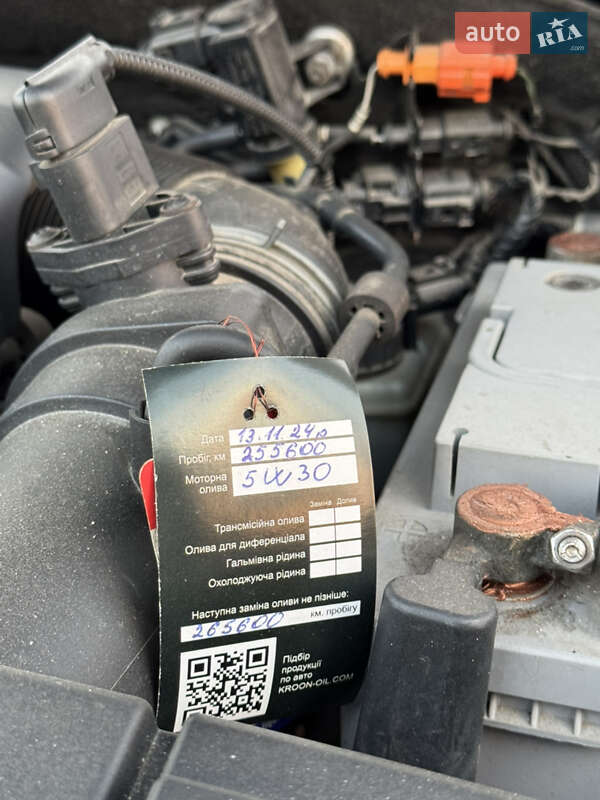 auto RIA .com
Дата 13.11.24р
Пробіг, км 255600
Моторна олива 5W30
Заміна Долив
Трансмісійна олива
Олива для диференціала
Гальмівна рідина
Охолоджуюча рідина
Наступна заміна оливи не пізніше:
265600 км. пробігу
Підбір
продукції
по авто
KROON-OIL.COM